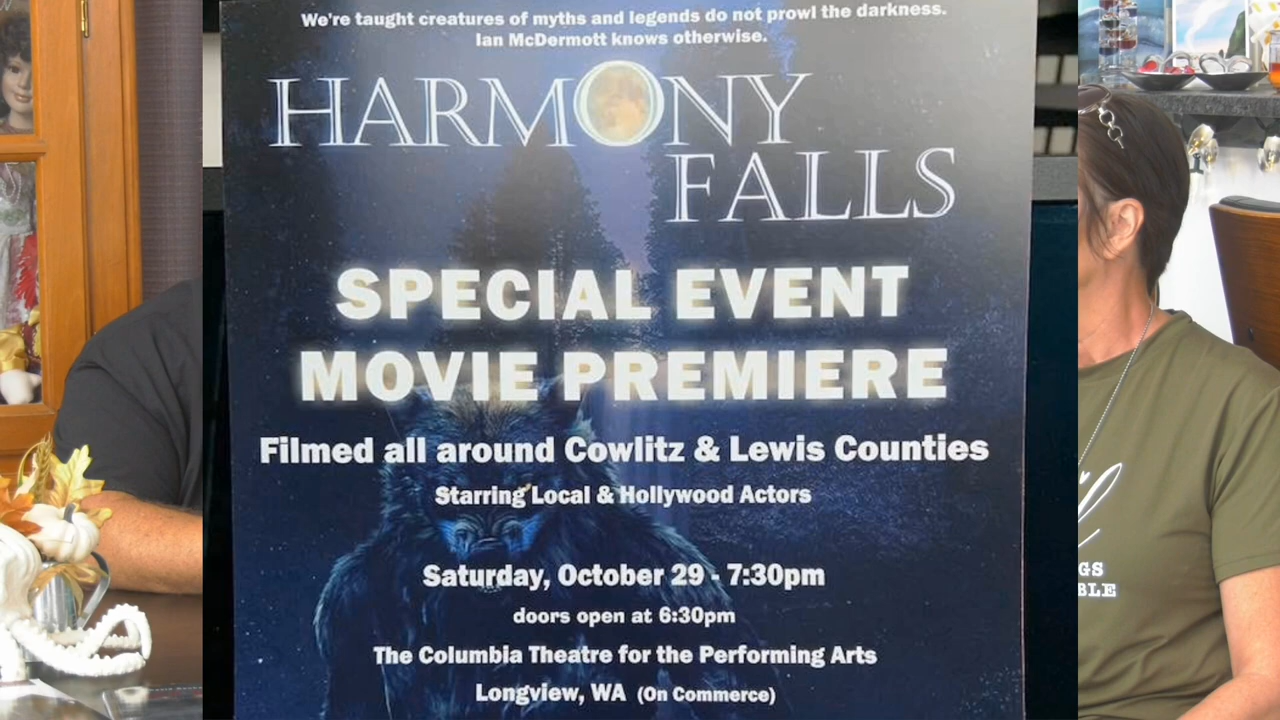 We're taught creatures of myths and legends do not prowl the darkness.
Ian McDermott knows otherwise.
HARMONY
FALLS
SPECIAL EVENT
MOVIE PREMIERE
Filmed all around Cowlitz & Lewis Counties
Starring Local & Hollywood Actors
Saturday, October 29 - 7:30pm
doors open at 6:30pm
The Columbia Theatre for the Performing Arts
Longview, WA (On Commerce)